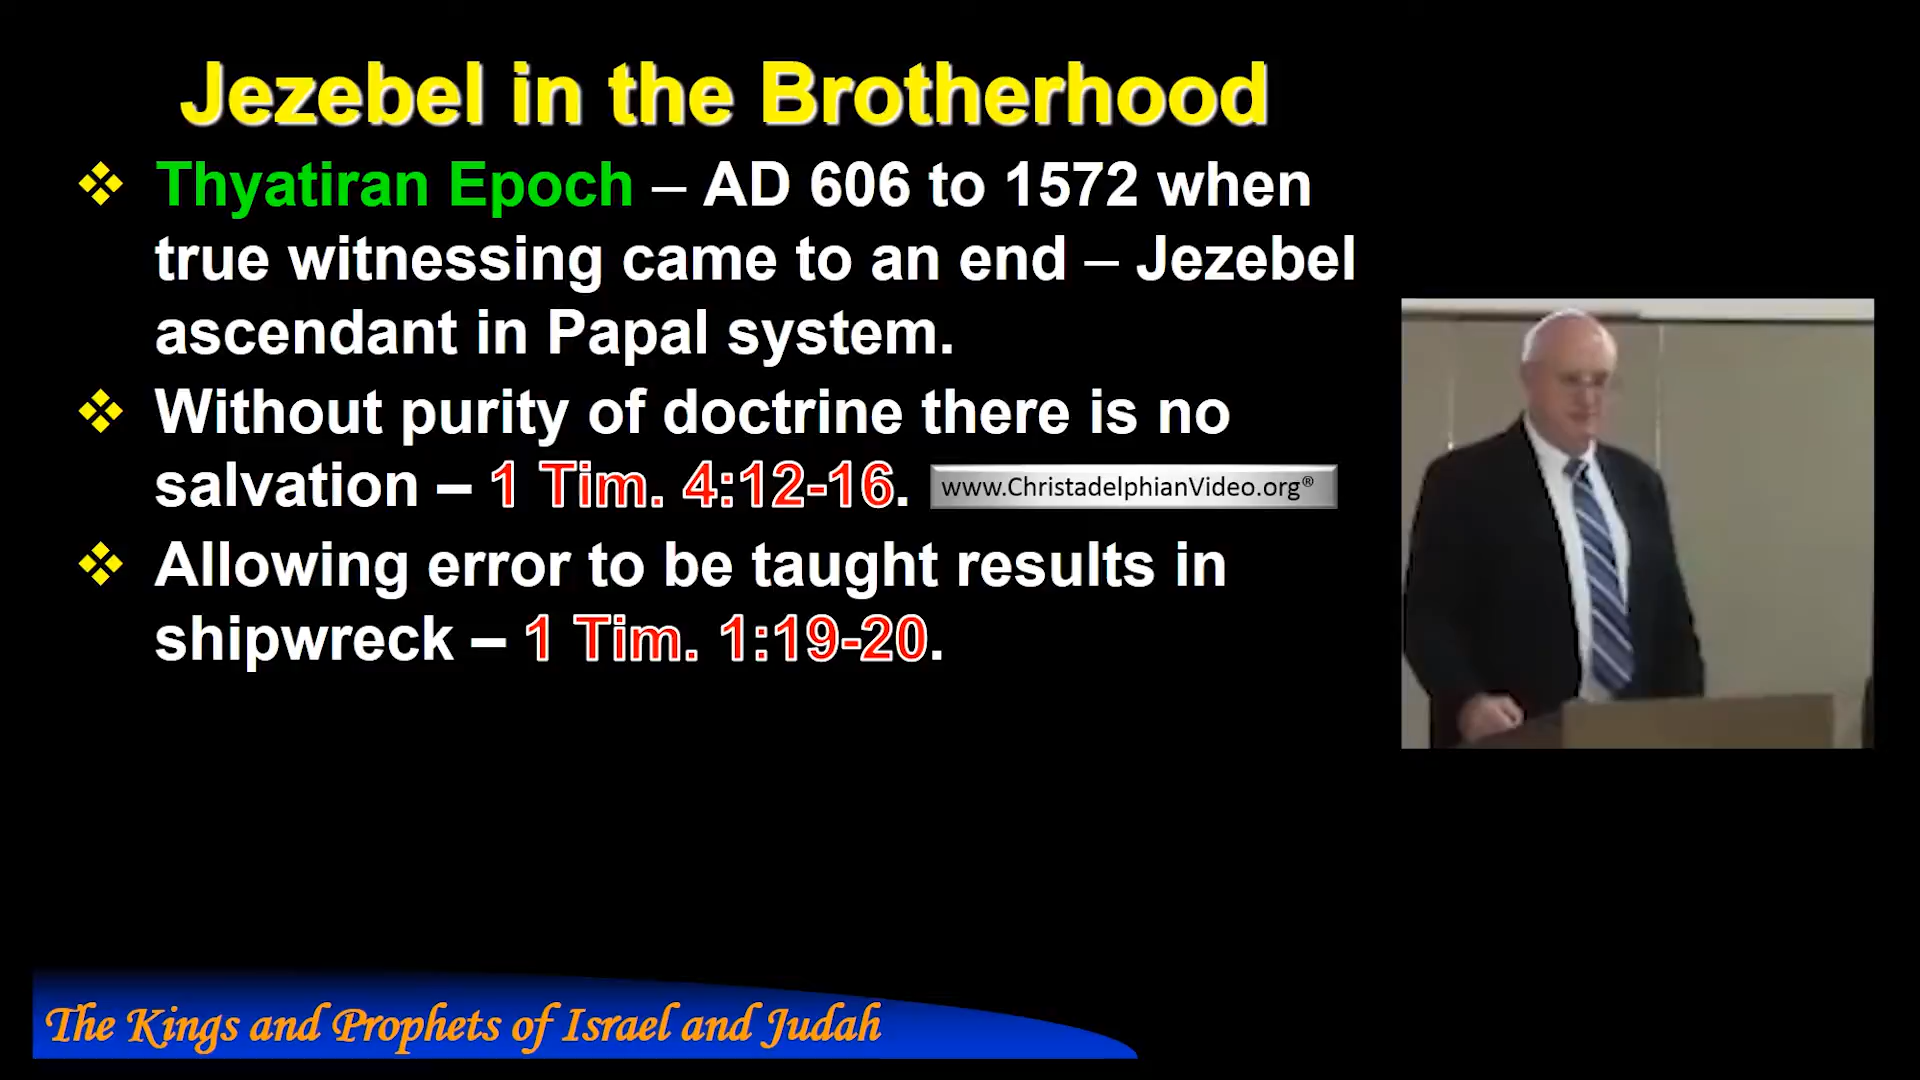 Jezebel in the Brotherhood
Thyatiran Epoch – AD 606 to 1572 when
true witnessing came to an end – Jezebel
ascendant in Papal system.
Without purity of doctrine there is no
salvation – 1 Tim. 4:12-16.
www.ChristadelphianVideo.org®
Allowing error to be taught results in
shipwreck – 1 Tim. 1:19-20.
The Kings and Prophets of Israel and Judah